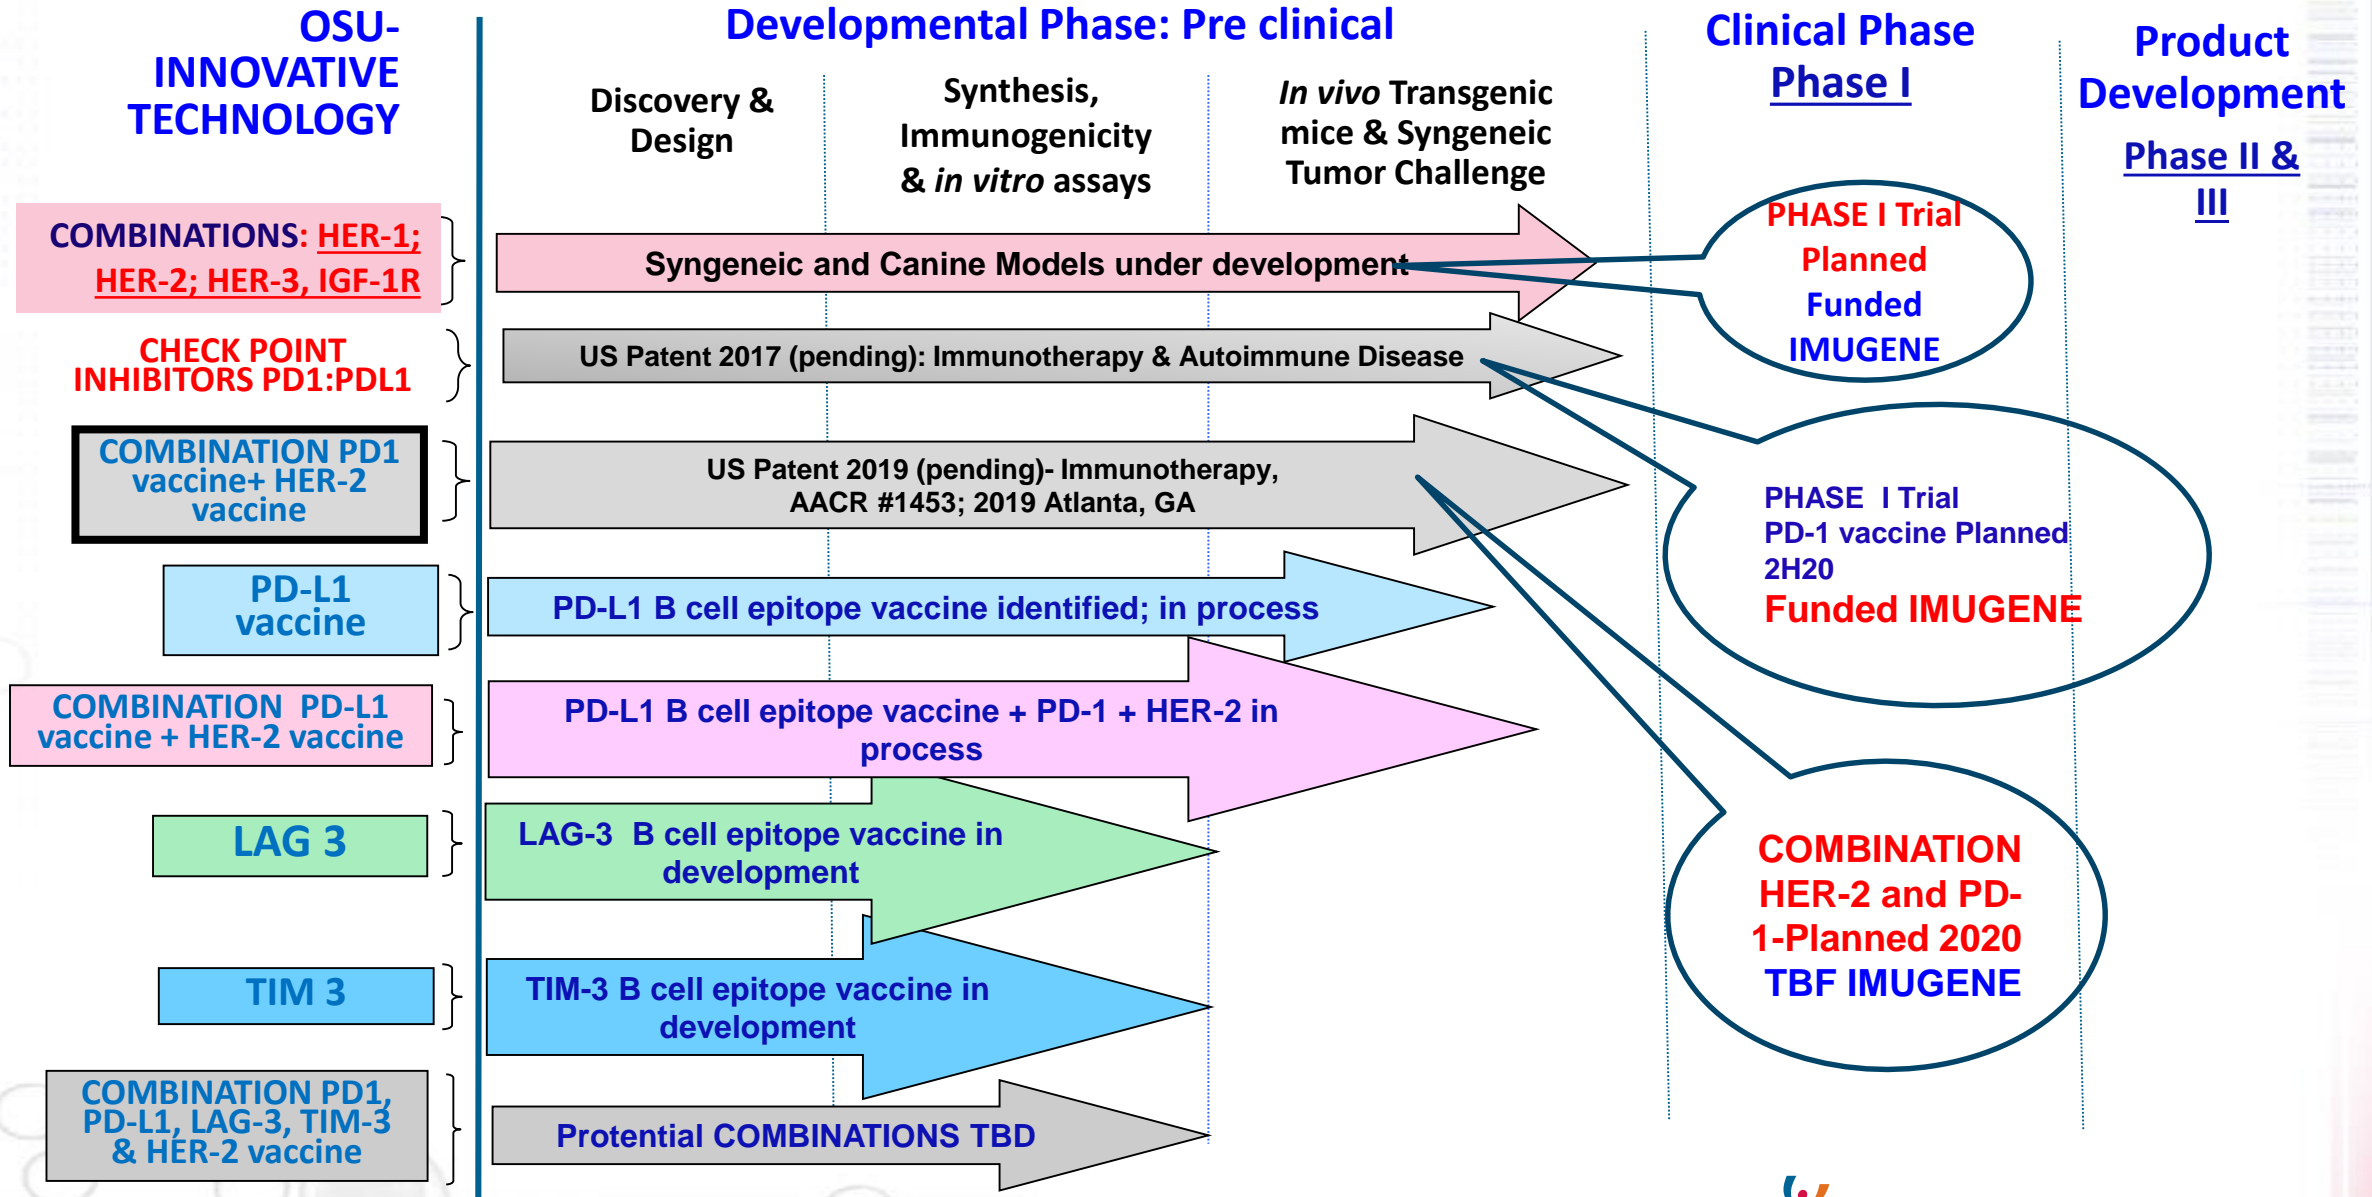 OSU-
INNOVATIVE
TECHNOLOGY
Developmental Phase: Pre clinical
Discovery &
Design
Synthesis,
Immunogenicity
& in vitro assays
In vivo Transgenic
mice & Syngeneic
Tumor Challenge
Clinical Phase
Phase I
Product
Development
Phase II &
III
COMBINATIONS: HER-1;
HER-2; HER-3, IGF-1R
Syngeneic and Canine Models under development
PHASE I Trial
Planned
Funded
IMUGENE
CHECK POINT
INHIBITORS PD1:PDL1
US Patent 2017 (pending): Immunotherapy & Autoimmune Disease
COMBINATION PD1
vaccine+ HER-2
vaccine
US Patent 2019 (pending)- Immunotherapy,
AACR #1453; 2019 Atlanta, GA
PHASE I Trial
PD-1 vaccine Planned
2H20
Funded IMUGENE
PD-L1
vaccine
PD-L1 B cell epitope vaccine identified; in process
COMBINATION PD-L1
vaccine + HER-2 vaccine
PD-L1 B cell epitope vaccine + PD-1 + HER-2 in
process
LAG 3
LAG-3 B cell epitope vaccine in
development
COMBINATION
HER-2 and PD-
1-Planned 2020
TBF IMUGENE
TIM 3
TIM-3 B cell epitope vaccine in
development
COMBINATION PD1,
PD-L1, LAG-3, TIM-3
& HER-2 vaccine
Protential COMBINATIONS TBD